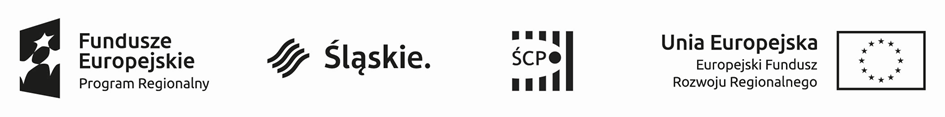 Fundusze
Europejskie
Program Regionalny
Śląskie.
ŚCP
Unia Europejska
Europejski Fundusz
Rozwoju Regionalnego